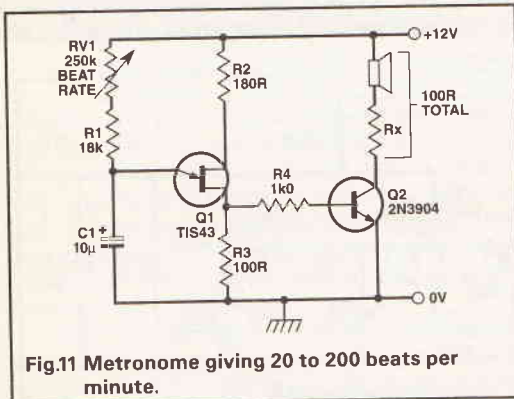 +12V
RV1
250k
BEAT
RATE
R2
180R
100R
TOTAL
Rx
R1
18k
R4
1k0
Q2
2N3904
Q1
TIS43
C1 +
10μ
R3
100R
0V
Fig.11 Metronome giving 20 to 200 beats per
minute.